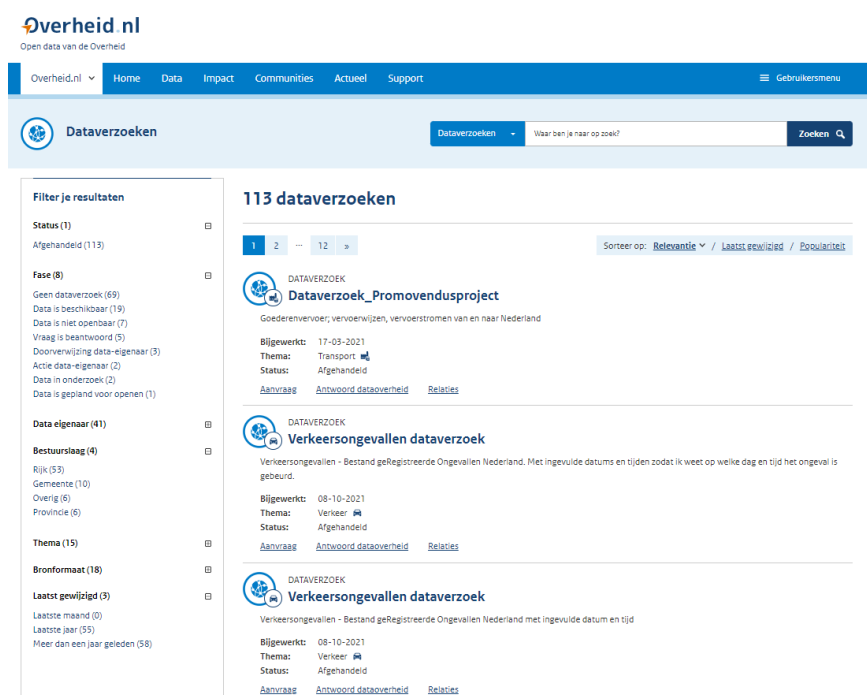 Overheid.nl
Open data van de Overheid
Overheid.nl Home Data Impact Communities Actueel Support Gebruikersmenu
Dataverzoeken
Dataverzoeken Waar ben je naar op zoek? Zoeken
Filter je resultaten
Status (1)
Afgehandeld (113)
Fase (8)
Geen dataverzoek (69)
Data is beschikbaar (19)
Data is niet openbaar (7)
Vraag is beantwoord (5)
Doorverwijzing data-eigenaar (3)
Actie data-eigenaar (2)
Data in onderzoek (2)
Data is gepland voor openen (1)
Data eigenaar (41)
Bestuurslaag (4)
Rijk (53)
Gemeente (10)
Overig (6)
Provincie (6)
Thema (15)
Bronformaat (18)
Laatst gewijzigd (3)
Laatste maand (0)
Laatste jaar (55)
Meer dan een jaar geleden (58)
113 dataverzoeken
1 2 ... 12 »
Sorteer op: Relevantie / Laatst gewijzigd / Populariteit
DATAVERZOEK
Dataverzoek_Promovendusproject
Goederenvervoer; vervoerwijzen, vervoerstromen van en naar Nederland
Bijgewerkt: 17-03-2021
Thema: Transport
Status: Afgehandeld
Aanvraag Antwoord dataoverheid Relaties
DATAVERZOEK
Verkeersongevallen dataverzoek
Verkeersongevallen - Bestand geRegistreerde Ongevallen Nederland. Met ingevulde datums en tijden zodat ik weet op welke dag en tijd het ongeval is
gebeurd.
Bijgewerkt: 08-10-2021
Thema: Verkeer
Status: Afgehandeld
Aanvraag Antwoord dataoverheid Relaties
DATAVERZOEK
Verkeersongevallen dataverzoek
Verkeersongevallen - Bestand geRegistreerde Ongevallen Nederland met ingevulde datum en tijd
Bijgewerkt: 08-10-2021
Thema: Verkeer
Status: Afgehandeld
Aanvraag Antwoord dataoverheid Relaties